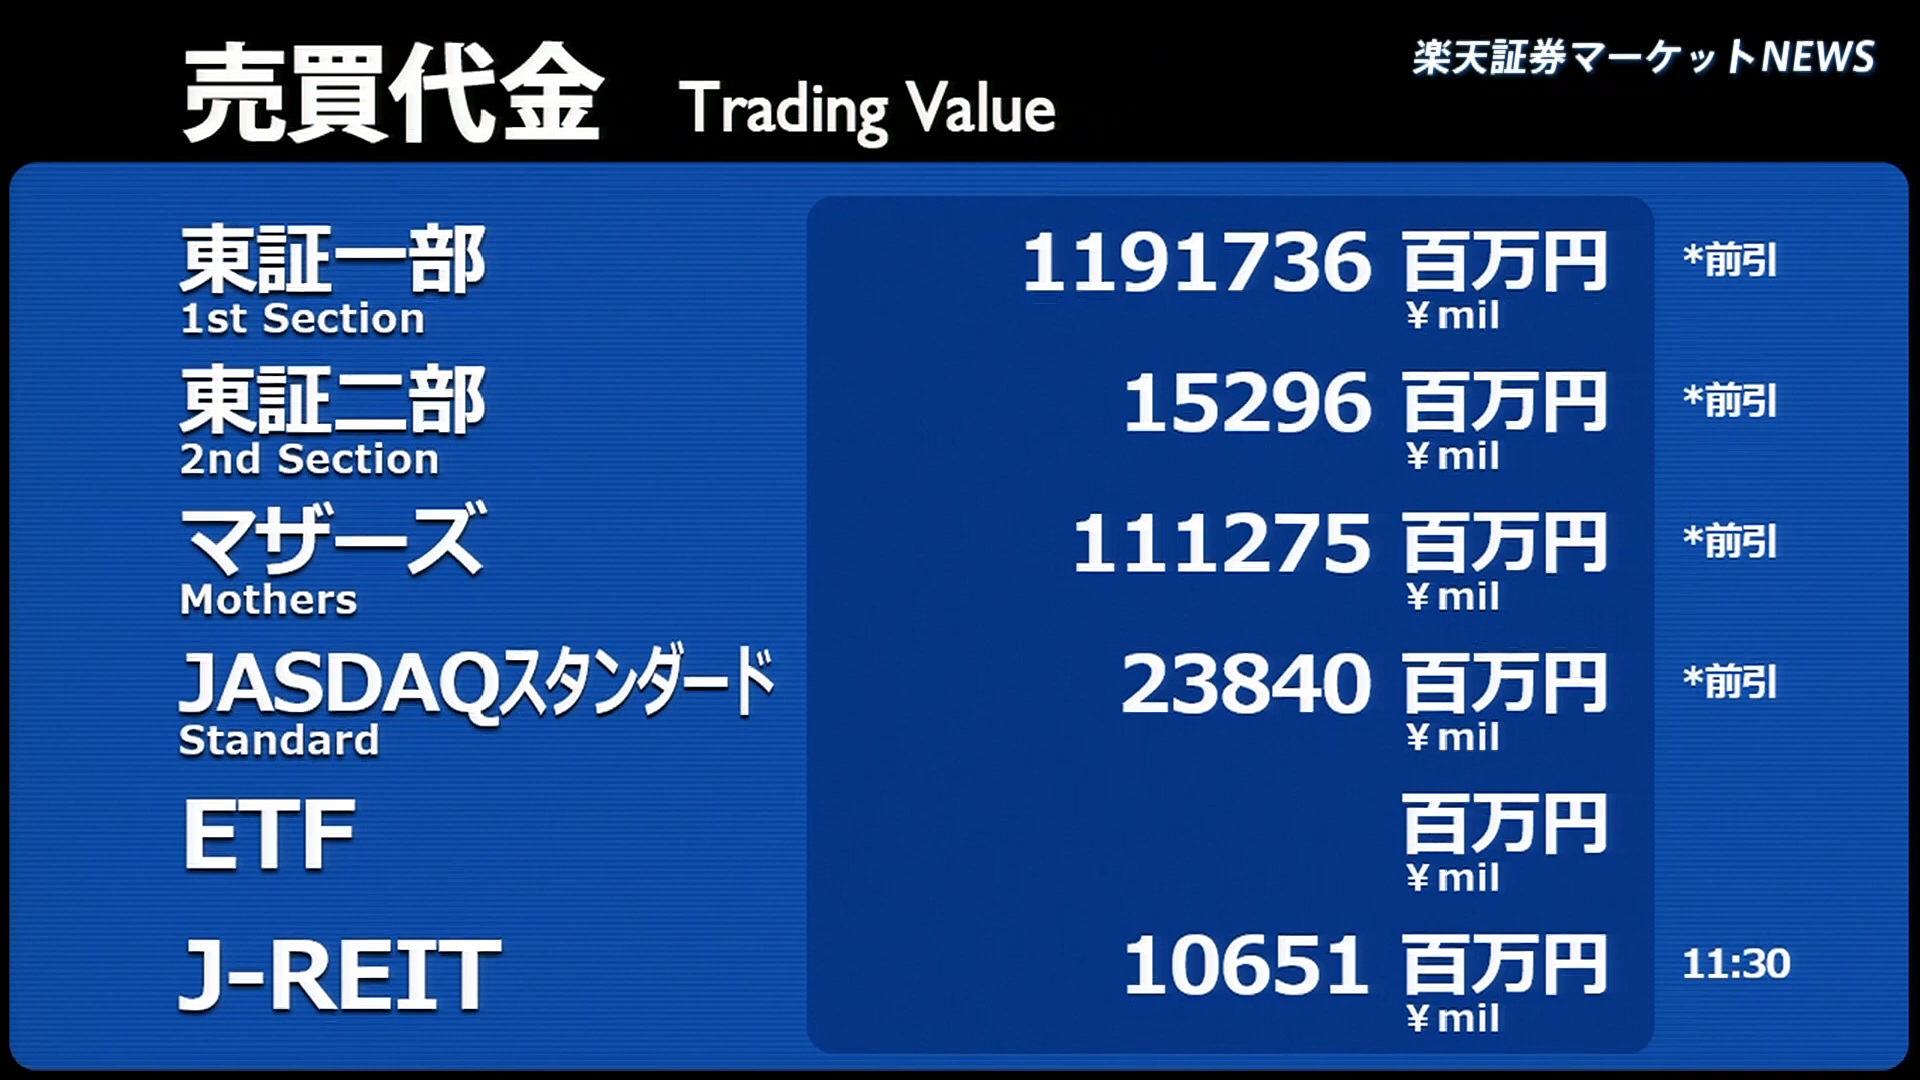 売買代金 Trading Value
楽天証券マーケットNEWS
東証一部 1191736 百万円 *前引
1st Section ¥mil
東証二部 15296 百万円 *前引
2nd Section ¥mil
マザーズ 111275 百万円 *前引
Mothers ¥mil
JASDAQスタンダード 23840 百万円 *前引
Standard ¥mil
ETF 百万円
¥mil
J-REIT 10651 百万円 11:30
¥mil